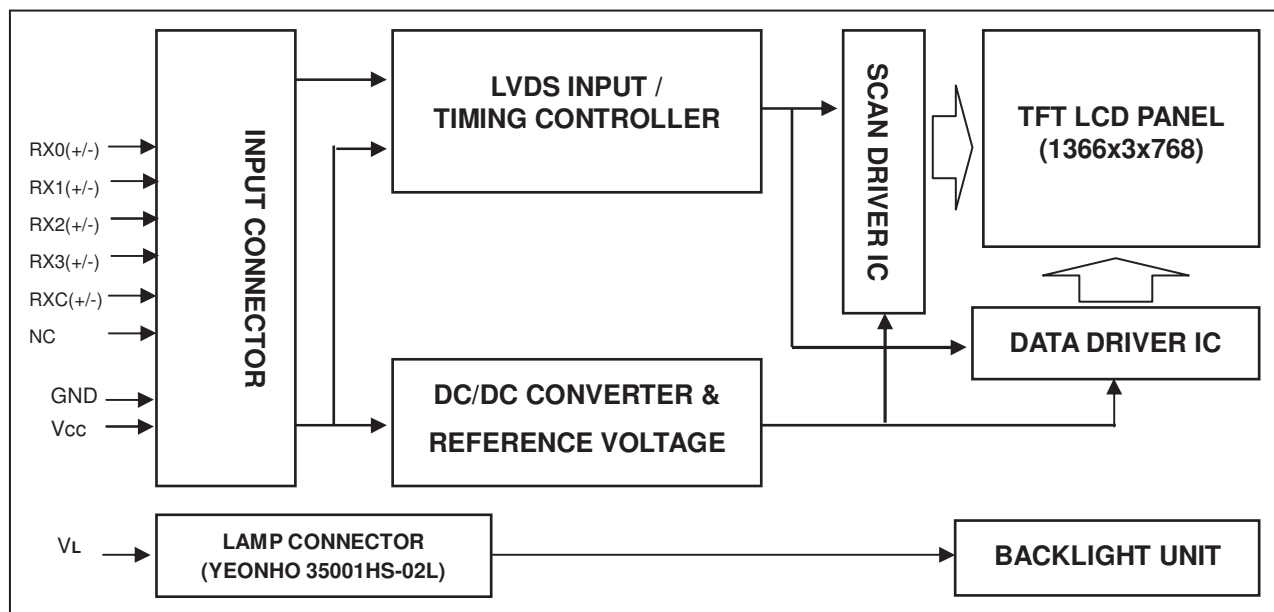 RX0(+/-)
RX1(+/-)
RX2(+/-)
RX3(+/-)
RXC(+/-)
NC
GND
Vcc
INPUT CONNECTOR
LVDS INPUT /
TIMING CONTROLLER
SCAN DRIVER IC
TFT LCD PANEL
(1366x3x768)
DATA DRIVER IC
DC/DC CONVERTER &
REFERENCE VOLTAGE
VL
LAMP CONNECTOR
(YEONHO 35001HS-02L)
BACKLIGHT UNIT